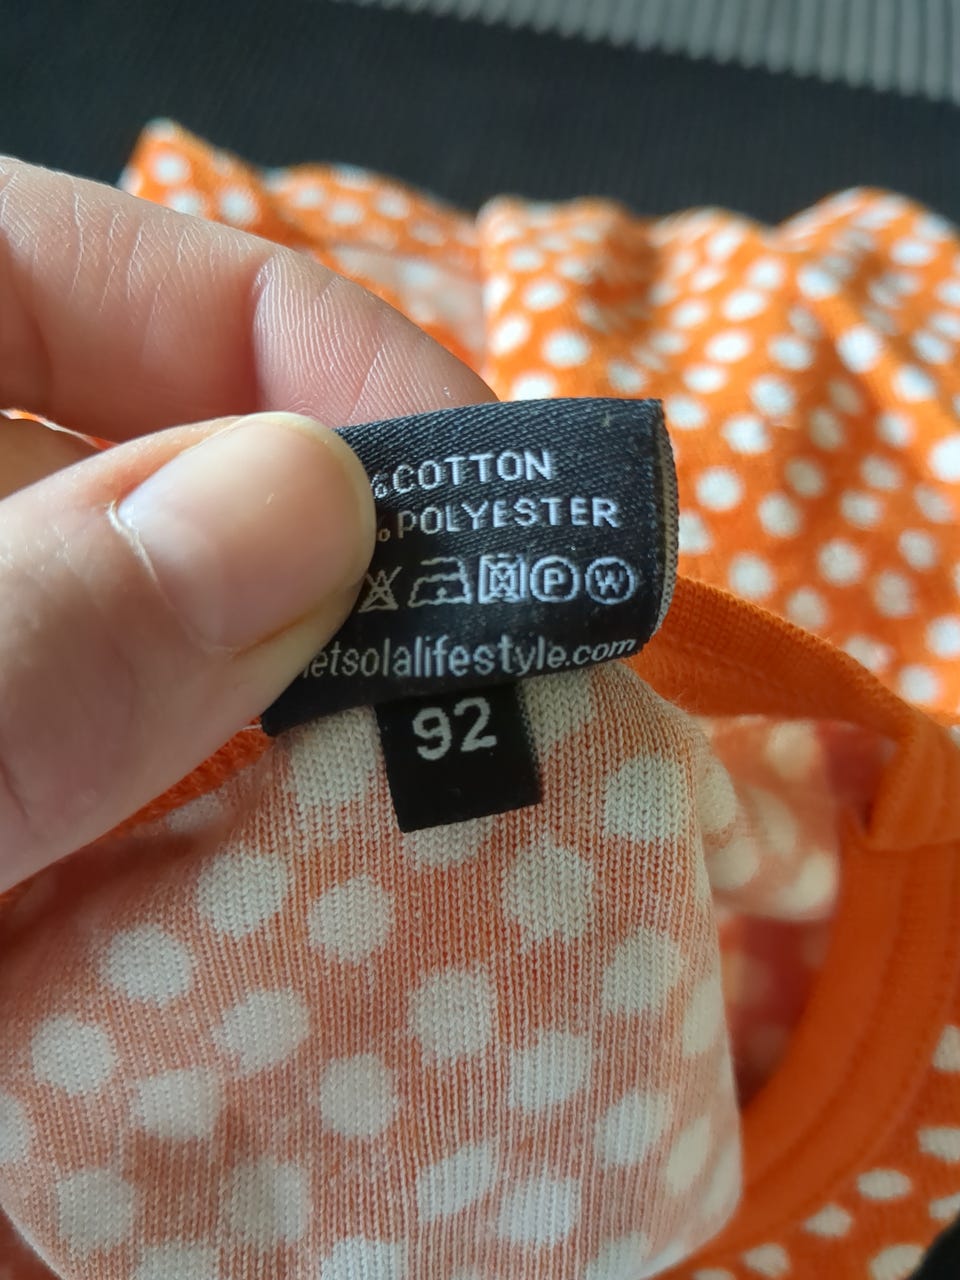 % COTTON
% POLYESTER
P W
etsolalifestyle.com
92